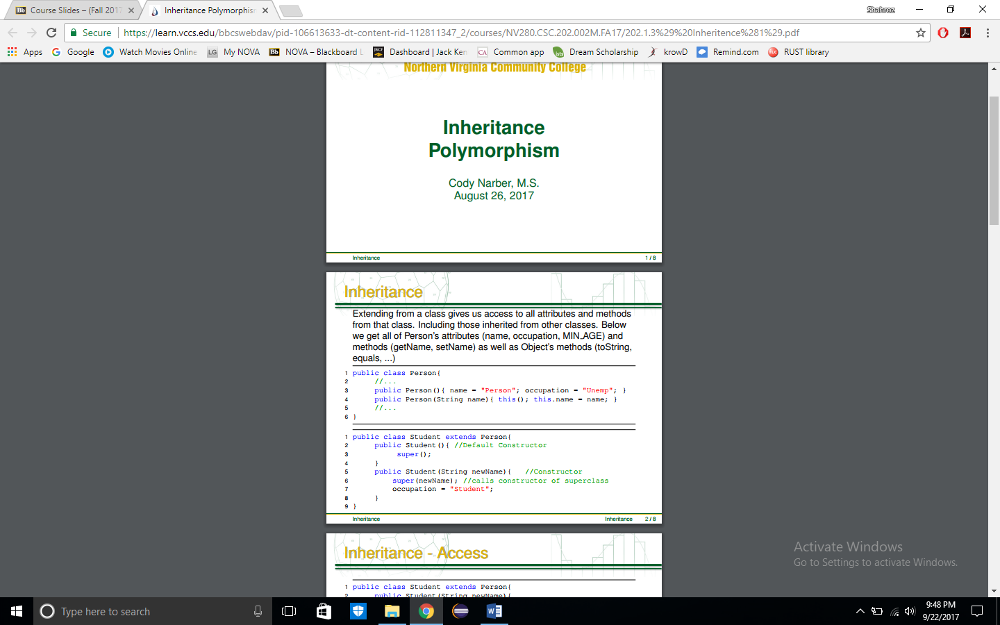 Course Slides – (Fall 2017
Inheritance Polymorphism
Shahroz
Secure
https://learn.vccs.edu/bbcswebdav/pid-106613633-dt-content-rid-112811347_2/courses/NV280.CSC.202.002M.FA17/202.1.3%29%20Inheritence%281%29.pdf
Apps
Google
Watch Movies Online
LG My NOVA
Bb NOVA – Blackboard L
Dashboard | Jack Ken
CA Common app
Dream Scholarship
krowD
Remind.com
RUST library
Northern Virginia Community College
Inheritance
Polymorphism
Cody Narber, M.S.
August 26, 2017
Inheritance 1 / 8
Inheritance
Extending from a class gives us access to all attributes and methods
from that class. Including those inherited from other classes. Below
we get all of Person's attributes (name, occupation, MIN_AGE) and
methods (getName, setName) as well as Object's methods (toString,
equals, ...)
1 public class Person{
2 //...
3 public Person(){ name = "Person"; occupation = "Unemp"; }
4 public Person(String name){ this(); this.name = name; }
5 //...
6 }
1 public class Student extends Person{
2 public Student(){ //Default Constructor
3 super();
4 }
5 public Student(String newName){ //Constructor
6 super(newName); //calls constructor of superclass
7 occupation = "Student";
8 }
9 }
Inheritance Inheritance 2 / 8
Inheritance - Access
1 public class Student extends Person{
2 public Student(String newName){
Activate Windows
Go to Settings to activate Windows.
Type here to search
9:48 PM
9/22/2017